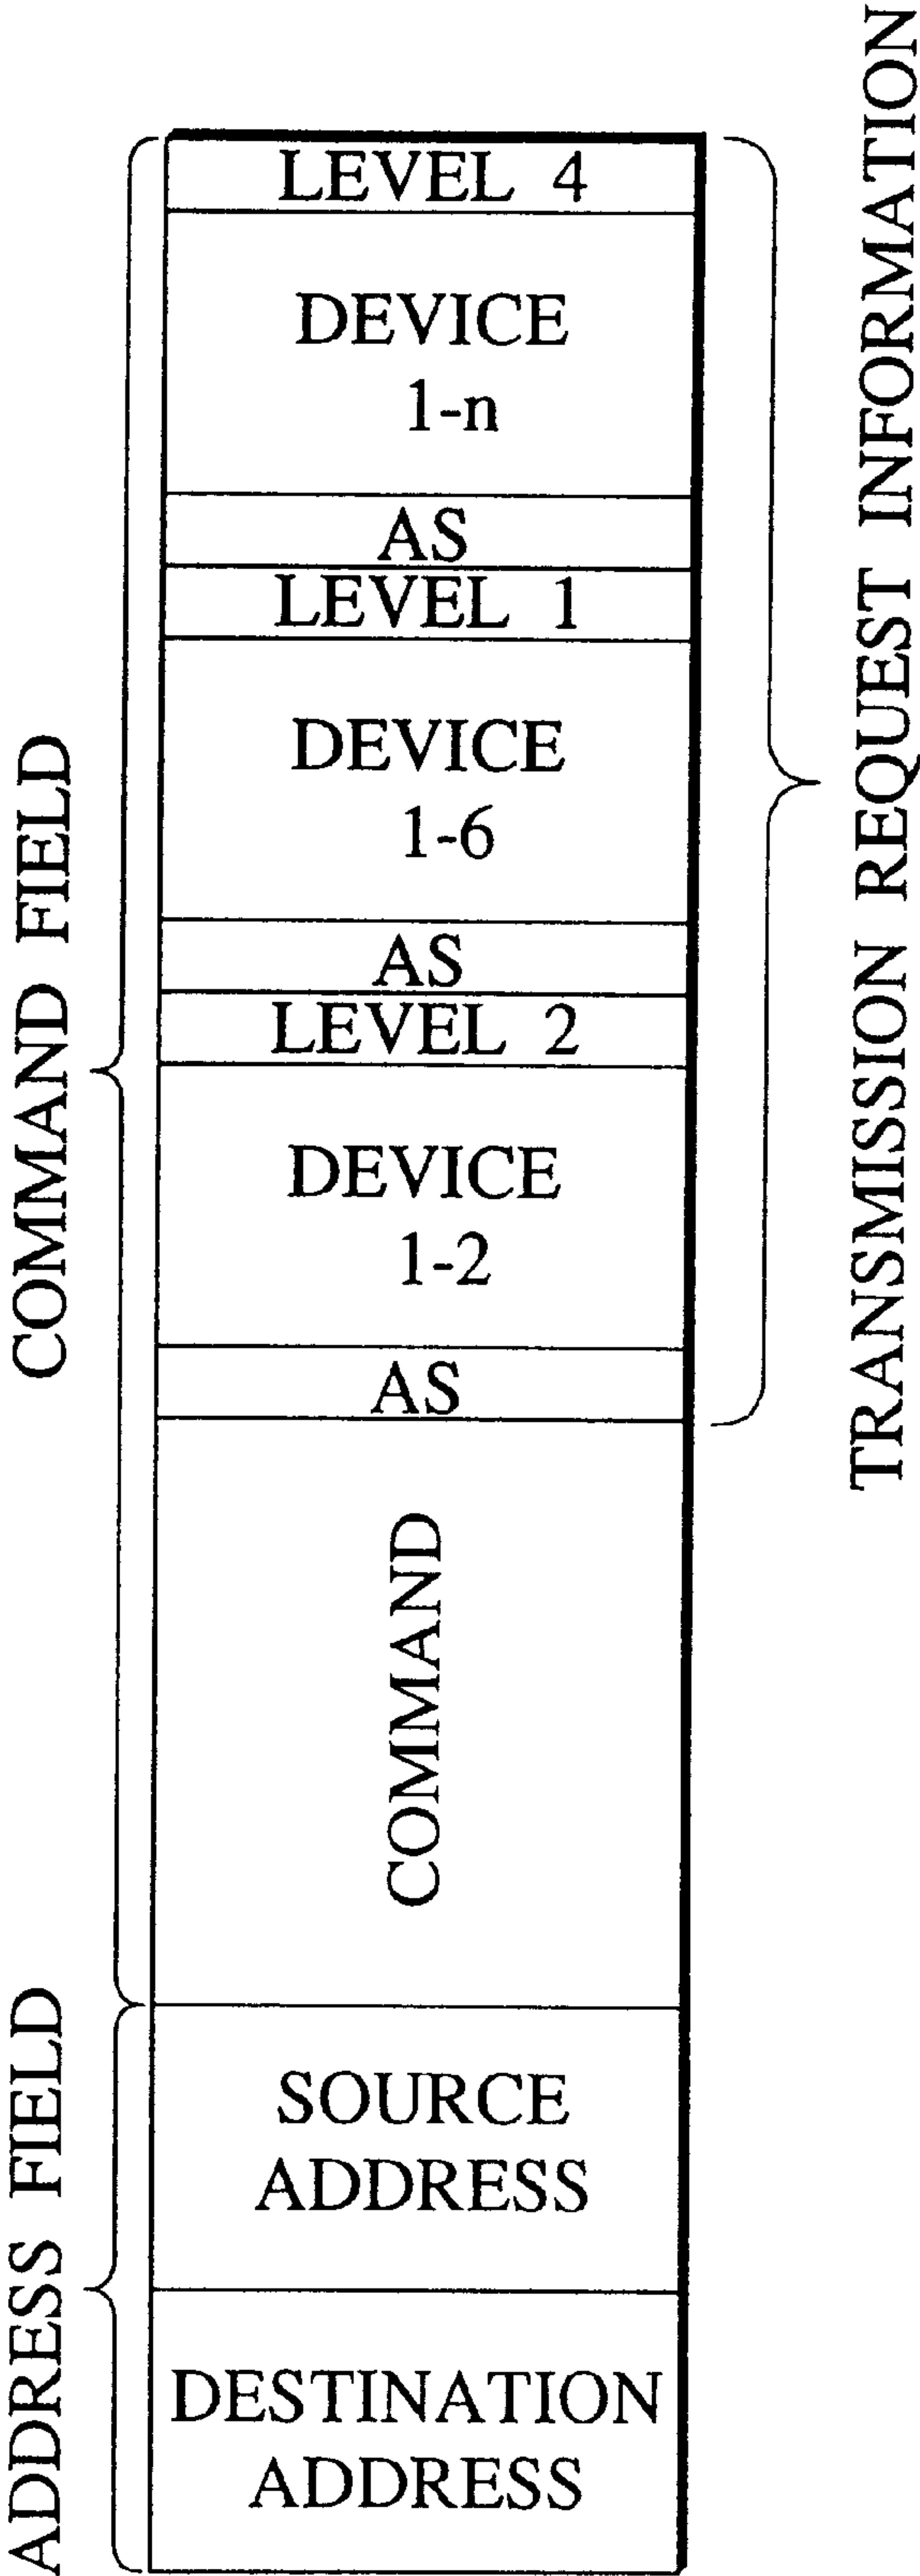 LEVEL 4
DEVICE
1-n
AS
LEVEL 1
DEVICE
1-6
AS
LEVEL 2
DEVICE
1-2
AS
COMMAND
SOURCE
ADDRESS
DESTINATION
ADDRESS
COMMAND FIELD
ADDRESS FIELD
TRANSMISSION REQUEST INFORMATION